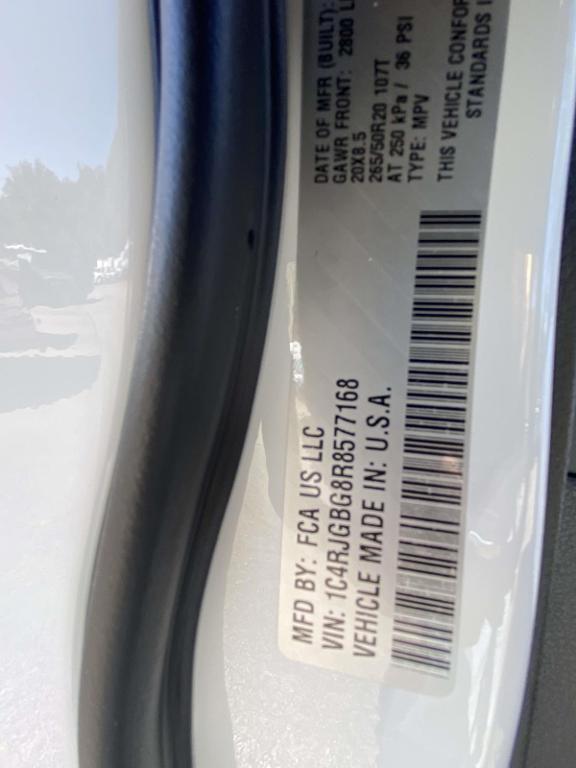 MFD BY: FCA US LLC
VIN: 1C4RJGBG8R8577168
VEHICLE MADE IN: U.S.A.
DATE OF MFR (BUILT):
GAWR FRONT: 2800 L
20X8.5
265/50R20 107T
AT 250 kPa / 36 PSI
TYPE: MPV
THIS VEHICLE CONFOR
STANDARDS I